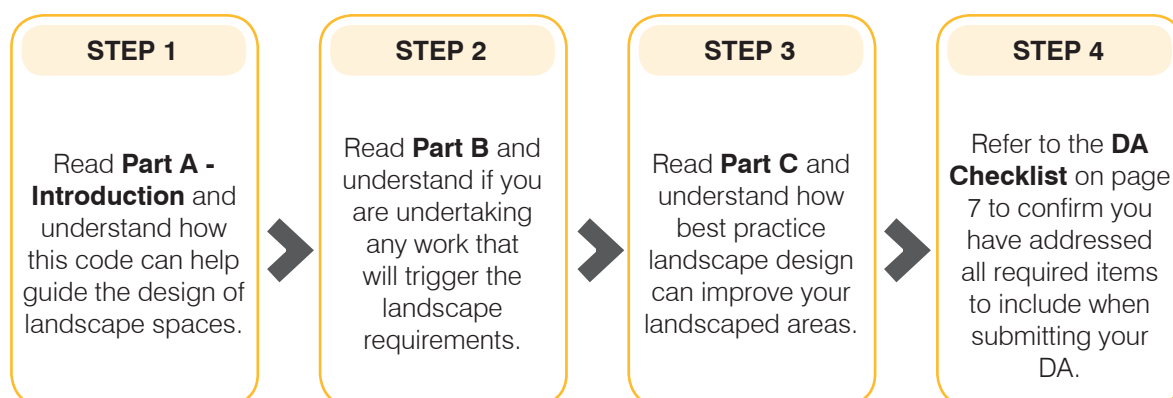 STEP 1
Read Part A -
Introduction and
understand how
this code can help
guide the design of
landscape spaces.
STEP 2
Read Part B and
understand if you
are undertaking
any work that
will trigger the
landscape
requirements.
STEP 3
Read Part C and
understand how
best practice
landscape design
can improve your
landscaped areas.
STEP 4
Refer to the DA
Checklist on page
7 to confirm you
have addressed
all required items
to include when
submitting your
DA.